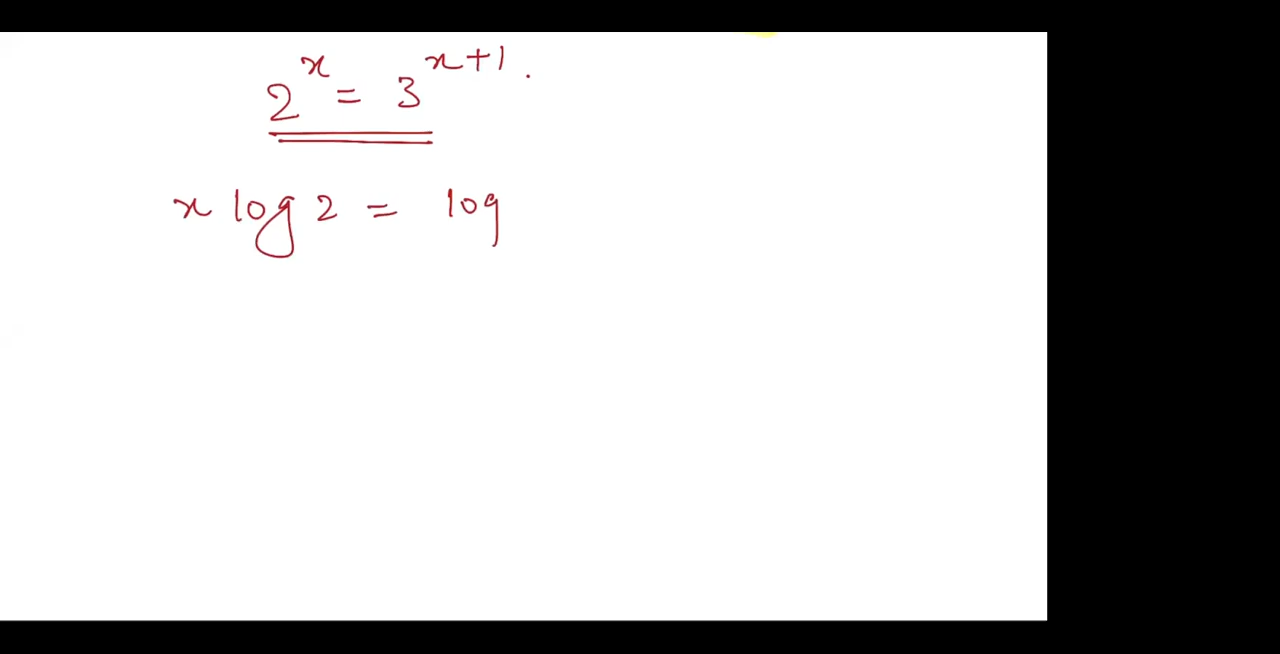 2^x = 3^{x+1}.
x log 2 = log